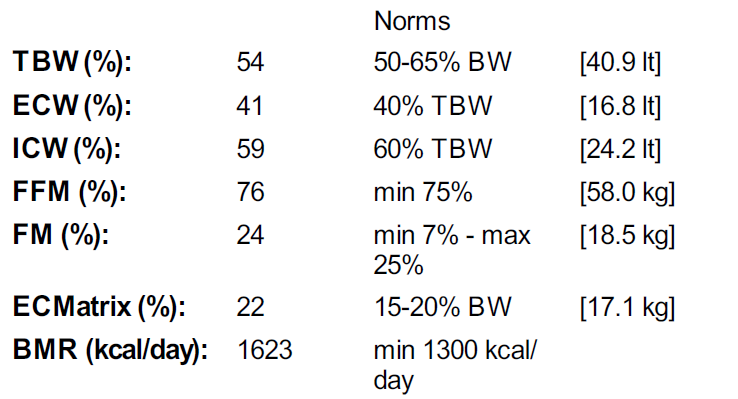 Norms
TBW (%): 54 50-65% BW [40.9 lt]
ECW (%): 41 40% TBW [16.8 lt]
ICW (%): 59 60% TBW [24.2 lt]
FFM (%): 76 min 75% [58.0 kg]
FM (%): 24 min 7% - max [18.5 kg]
25%
ECMatrix (%): 22 15-20% BW [17.1 kg]
BMR (kcal/day): 1623 min 1300 kcal/
day